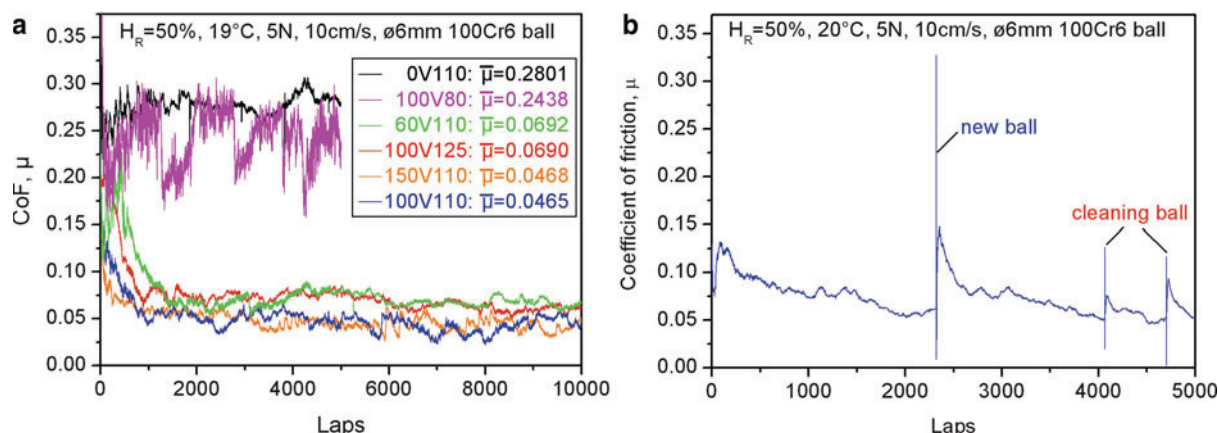 a
H_R=50%, 19°C, 5N, 10cm/s, ø6mm 100Cr6 ball
0V110: μ̅=0.2801
100V80: μ̅=0.2438
60V110: μ̅=0.0692
100V125: μ̅=0.0690
150V110: μ̅=0.0468
100V110: μ̅=0.0465
CoF, μ
0.35
0.30
0.25
0.20
0.15
0.10
0.05
0.00
0 2000 4000 6000 8000 10000
Laps
b
H_R=50%, 20°C, 5N, 10cm/s, ø6mm 100Cr6 ball
new ball
cleaning ball
Coefficient of friction, μ
0.35
0.30
0.25
0.20
0.15
0.10
0.05
0.00
0 1000 2000 3000 4000 5000
Laps